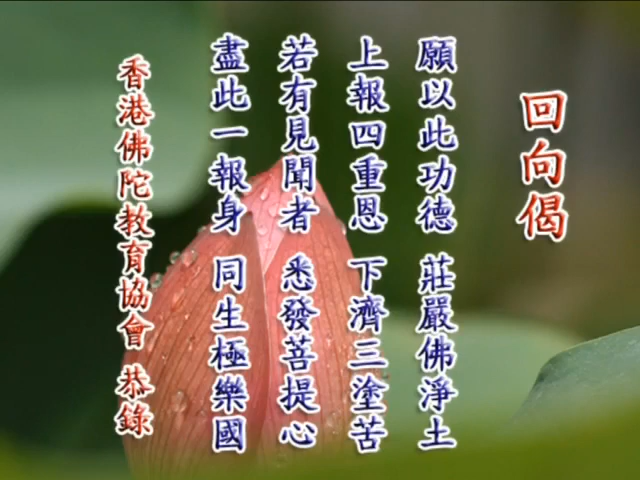 回向偈
願以此功德 莊嚴佛淨土
上報四重恩 下濟三塗苦
若有見聞者 悉發菩提心
盡此一報身 同生極樂國
香港佛陀教育協會 恭錄